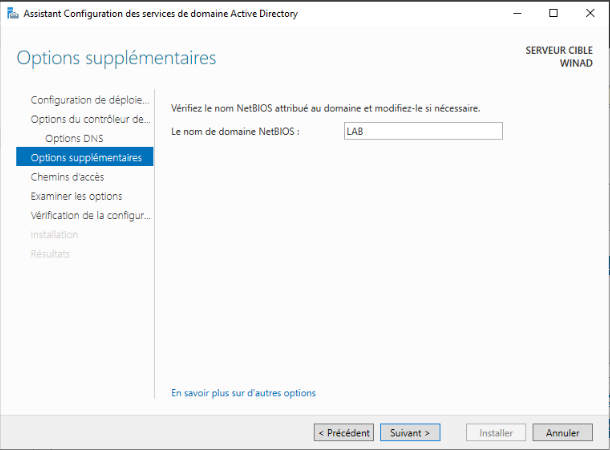 Assistant Configuration des services de domaine Active Directory
Options supplémentaires
SERVEUR CIBLE
WINAD
Configuration de déploie...
Options du contrôleur de...
Options DNS
Options supplémentaires
Chemins d'accès
Examiner les options
Vérification de la configur...
Installation
Résultats
Vérifiez le nom NetBIOS attribué au domaine et modifiez-le si nécessaire.
Le nom de domaine NetBIOS : LAB
En savoir plus sur d'autres options
< Précédent Suivant > Installer Annuler